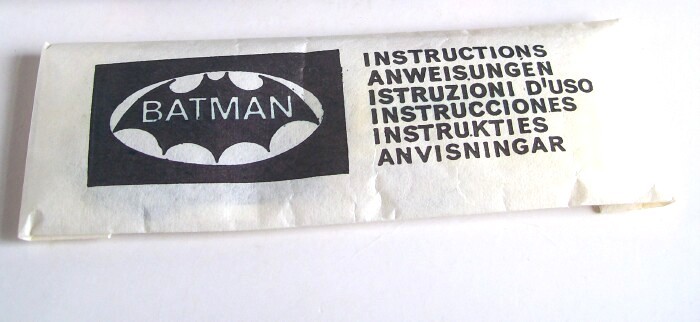 BATMAN
INSTRUCTIONS
ANWEISUNGEN
ISTRUZIONI D'USO
INSTRUCCIONES
INSTRUKTIES
ANVISNINGAR